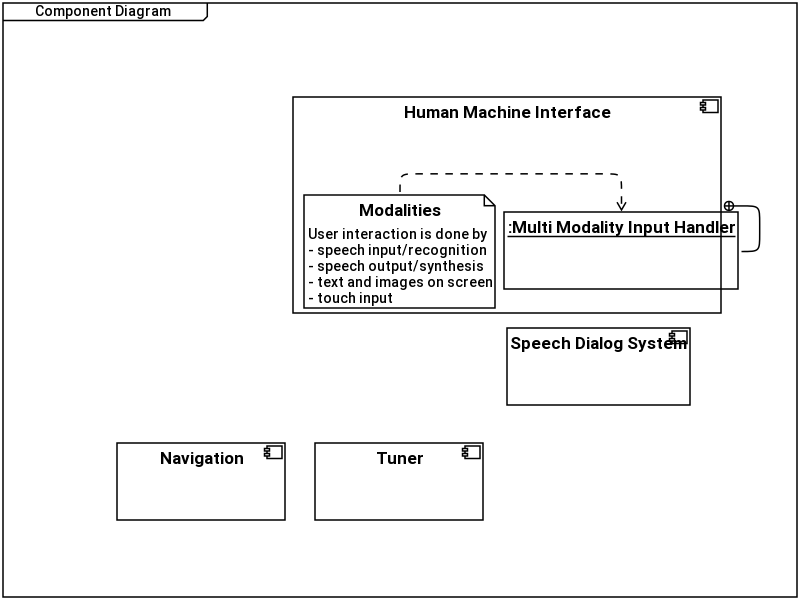 Component Diagram
Human Machine Interface
Modalities
User interaction is done by
- speech input/recognition
- speech output/synthesis
- text and images on screen
- touch input
:Multi Modality Input Handler
Speech Dialog System
Navigation
Tuner